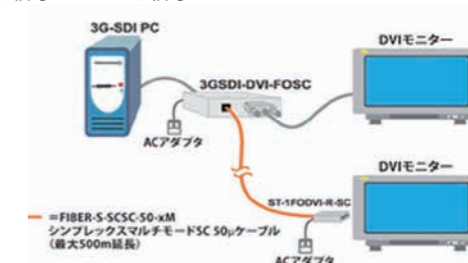 3G-SDI PC
DVIモニター
3GSDI-DVI-FOSC
ACアダプタ
DVIモニター
ST-1FODVI-R-SC
=FIBER-S-SCSC-50-xM
シンプレックスマルチモードSC 50μケーブル
(最大500m延長)
ACアダプタ